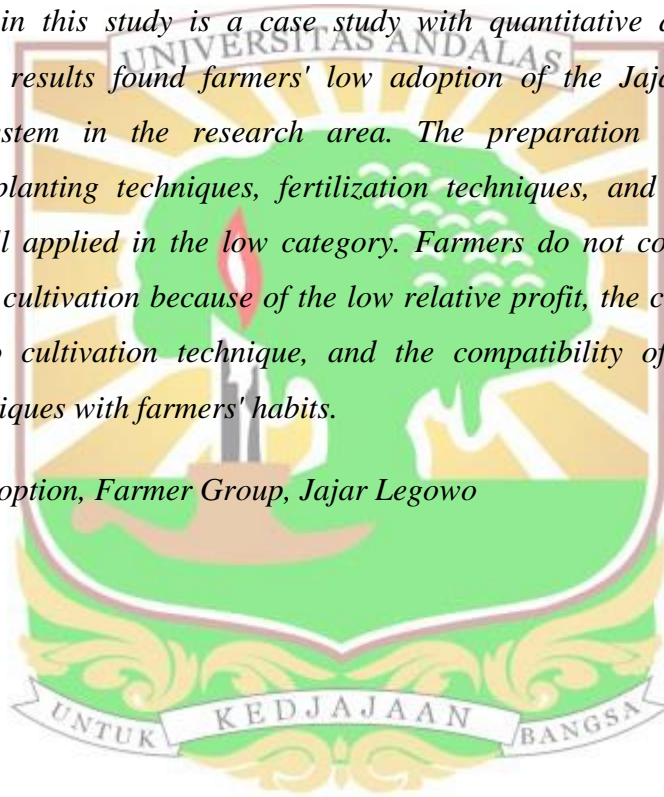 in this study is a case study with quantitative
UNIVERSITAS ANDALAS
results found farmers' low adoption of the
stem in the research area. The preparation
planting techniques, fertilization techniques, and
applied in the low category. Farmers do not
cultivation because of the low relative profit, the
cultivation technique, and the compatibility of
iques with farmers' habits.
option, Farmer Group, Jajar Legowo
UNTUK KEDJAJAAN BANGSA